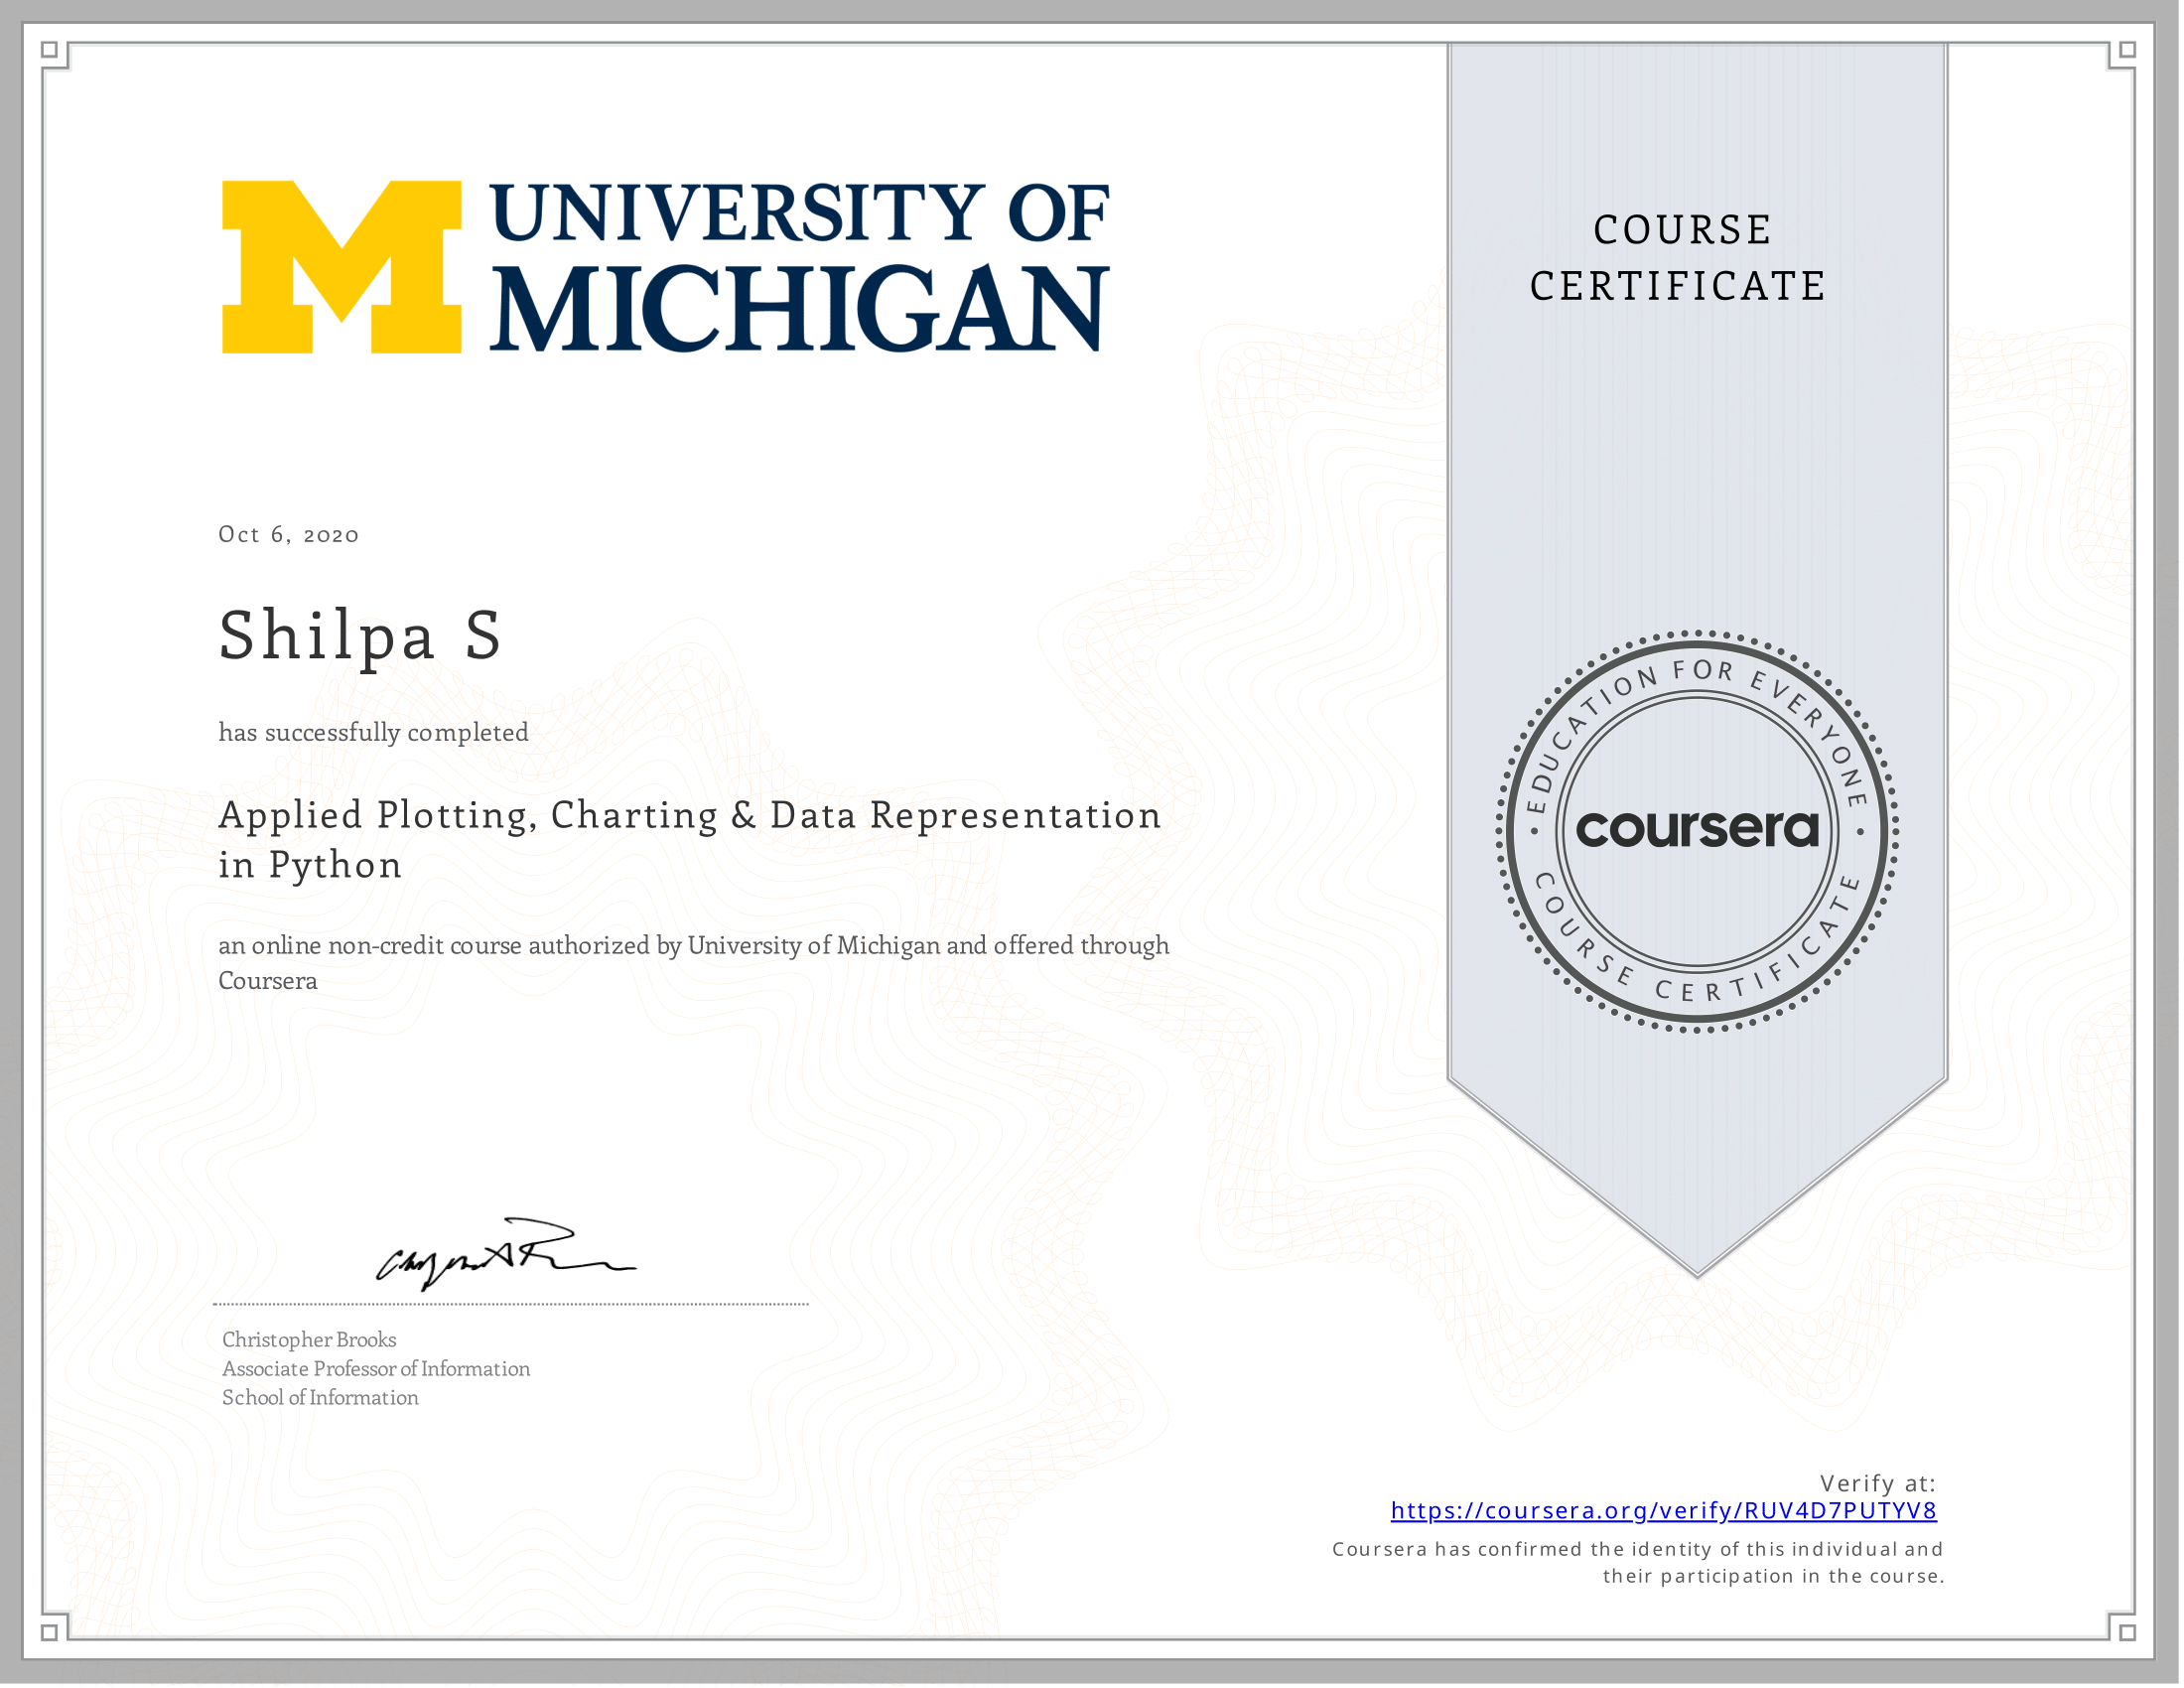 UNIVERSITY OF
MICHIGAN
COURSE
CERTIFICATE
Oct 6, 2020
Shilpa S
has successfully completed
Applied Plotting, Charting & Data Representation
in Python
an online non-credit course authorized by University of Michigan and offered through
Coursera
EDUCATION FOR EVERYONE
coursera
COURSE CERTIFICATE
Christopher Brooks
Associate Professor of Information
School of Information
Verify at:
https://coursera.org/verify/RUV4D7PUTYV8
Coursera has confirmed the identity of this individual and
their participation in the course.